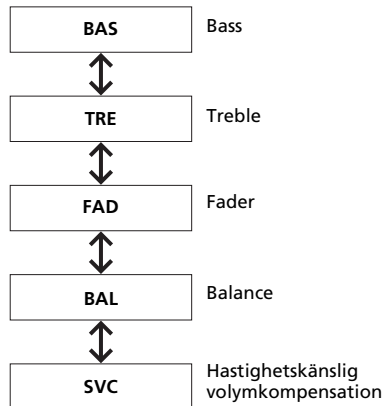 BAS Bass
TRE Treble
FAD Fader
BAL Balance
SVC Hastighetskänslig
volymkompensation